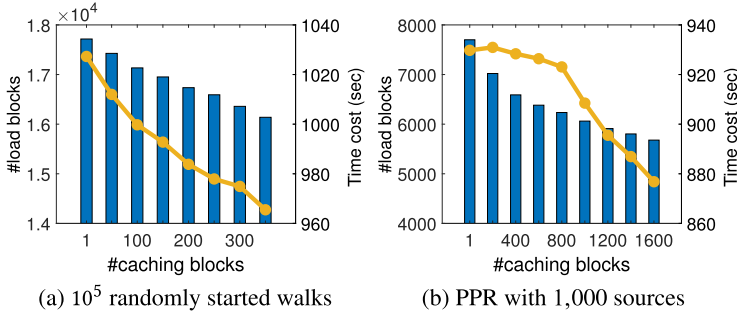 ×10⁴
1.8
1.7
1.6
1.5
1.4
#load blocks
1040
1020
1000
980
960
Time cost (sec)
1 100 200 300
#caching blocks
(a) 10⁵ randomly started walks
8000
7000
6000
5000
4000
#load blocks
940
920
900
880
860
Time cost (sec)
1 400 800 1200 1600
#caching blocks
(b) PPR with 1,000 sources